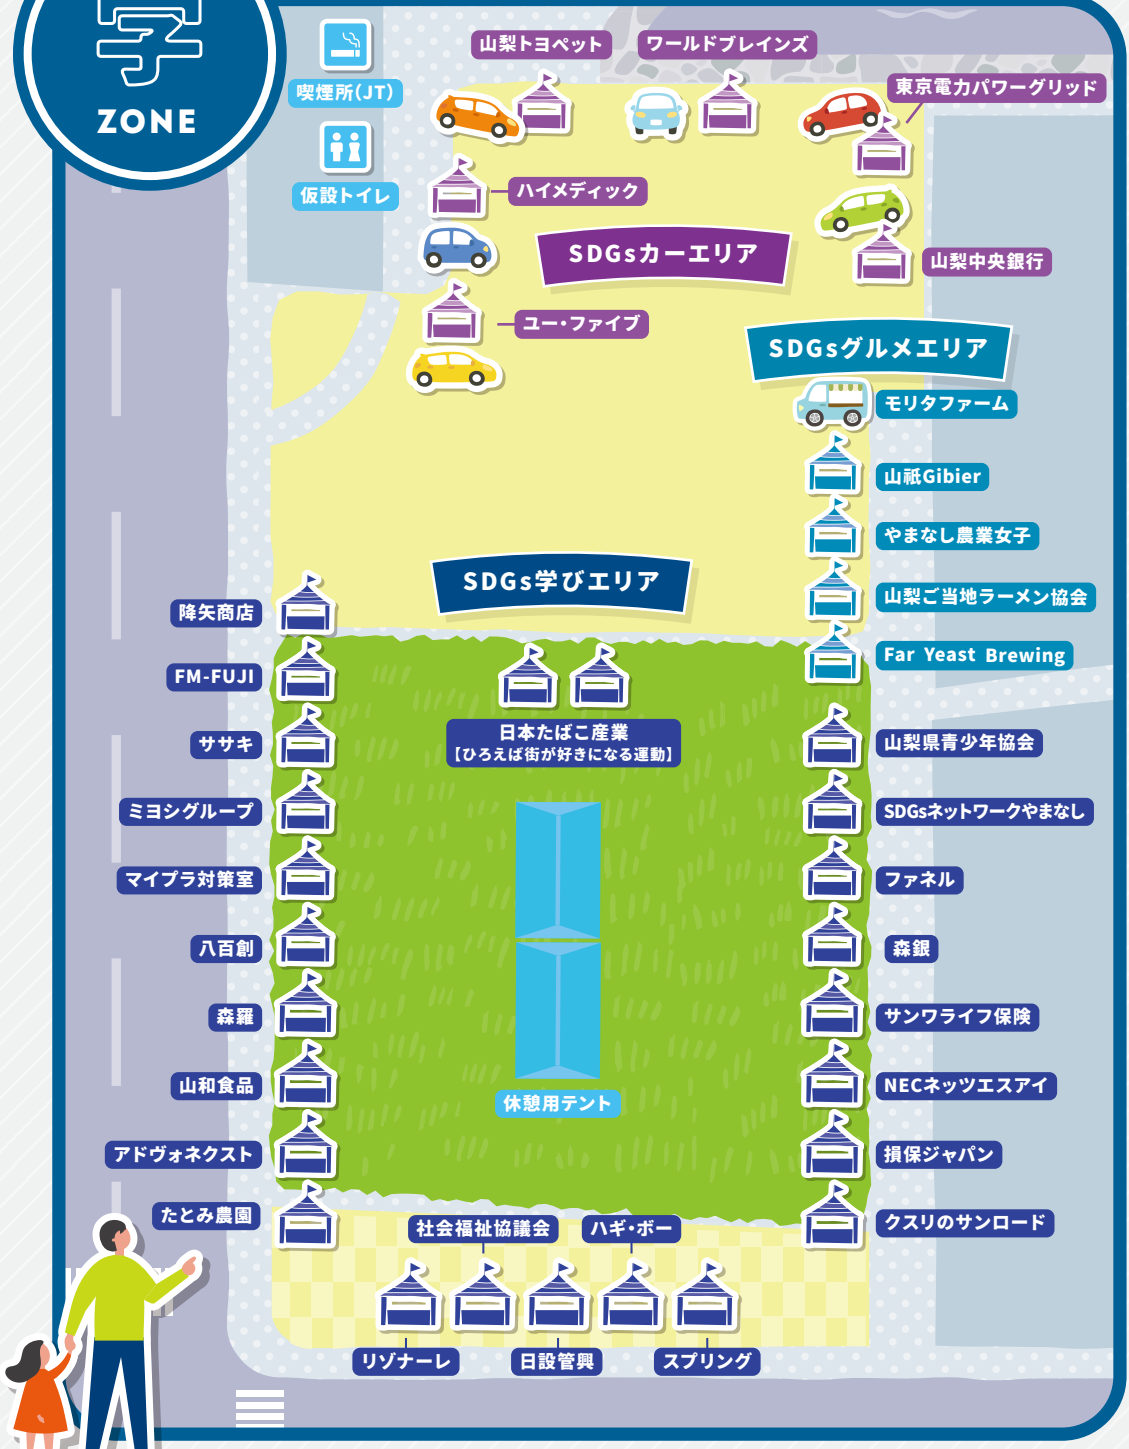 学
ZONE
喫煙所(JT)
仮設トイレ
山梨トヨペット
ワールドブレインズ
東京電力パワーグリッド
ハイメディック
SDGsカーエリア
山梨中央銀行
ユー・ファイブ
SDGsグルメエリア
モリタファーム
山祇Gibier
やまなし農業女子
山梨ご当地ラーメン協会
Far Yeast Brewing
SDGs学びエリア
降矢商店
FM-FUJI
ササキ
ミヨシグループ
マイプラ対策室
八百創
森羅
山和食品
アドヴォネクスト
たとみ農園
日本たばこ産業
【ひろえば街が好きになる運動】
休憩用テント
山梨県青少年協会
SDGsネットワークやまなし
ファネル
森銀
サンワライフ保険
NECネッツエスアイ
損保ジャパン
クスリのサンロード
社会福祉協議会
ハギ・ボー
リゾナーレ
日設管興
スプリング